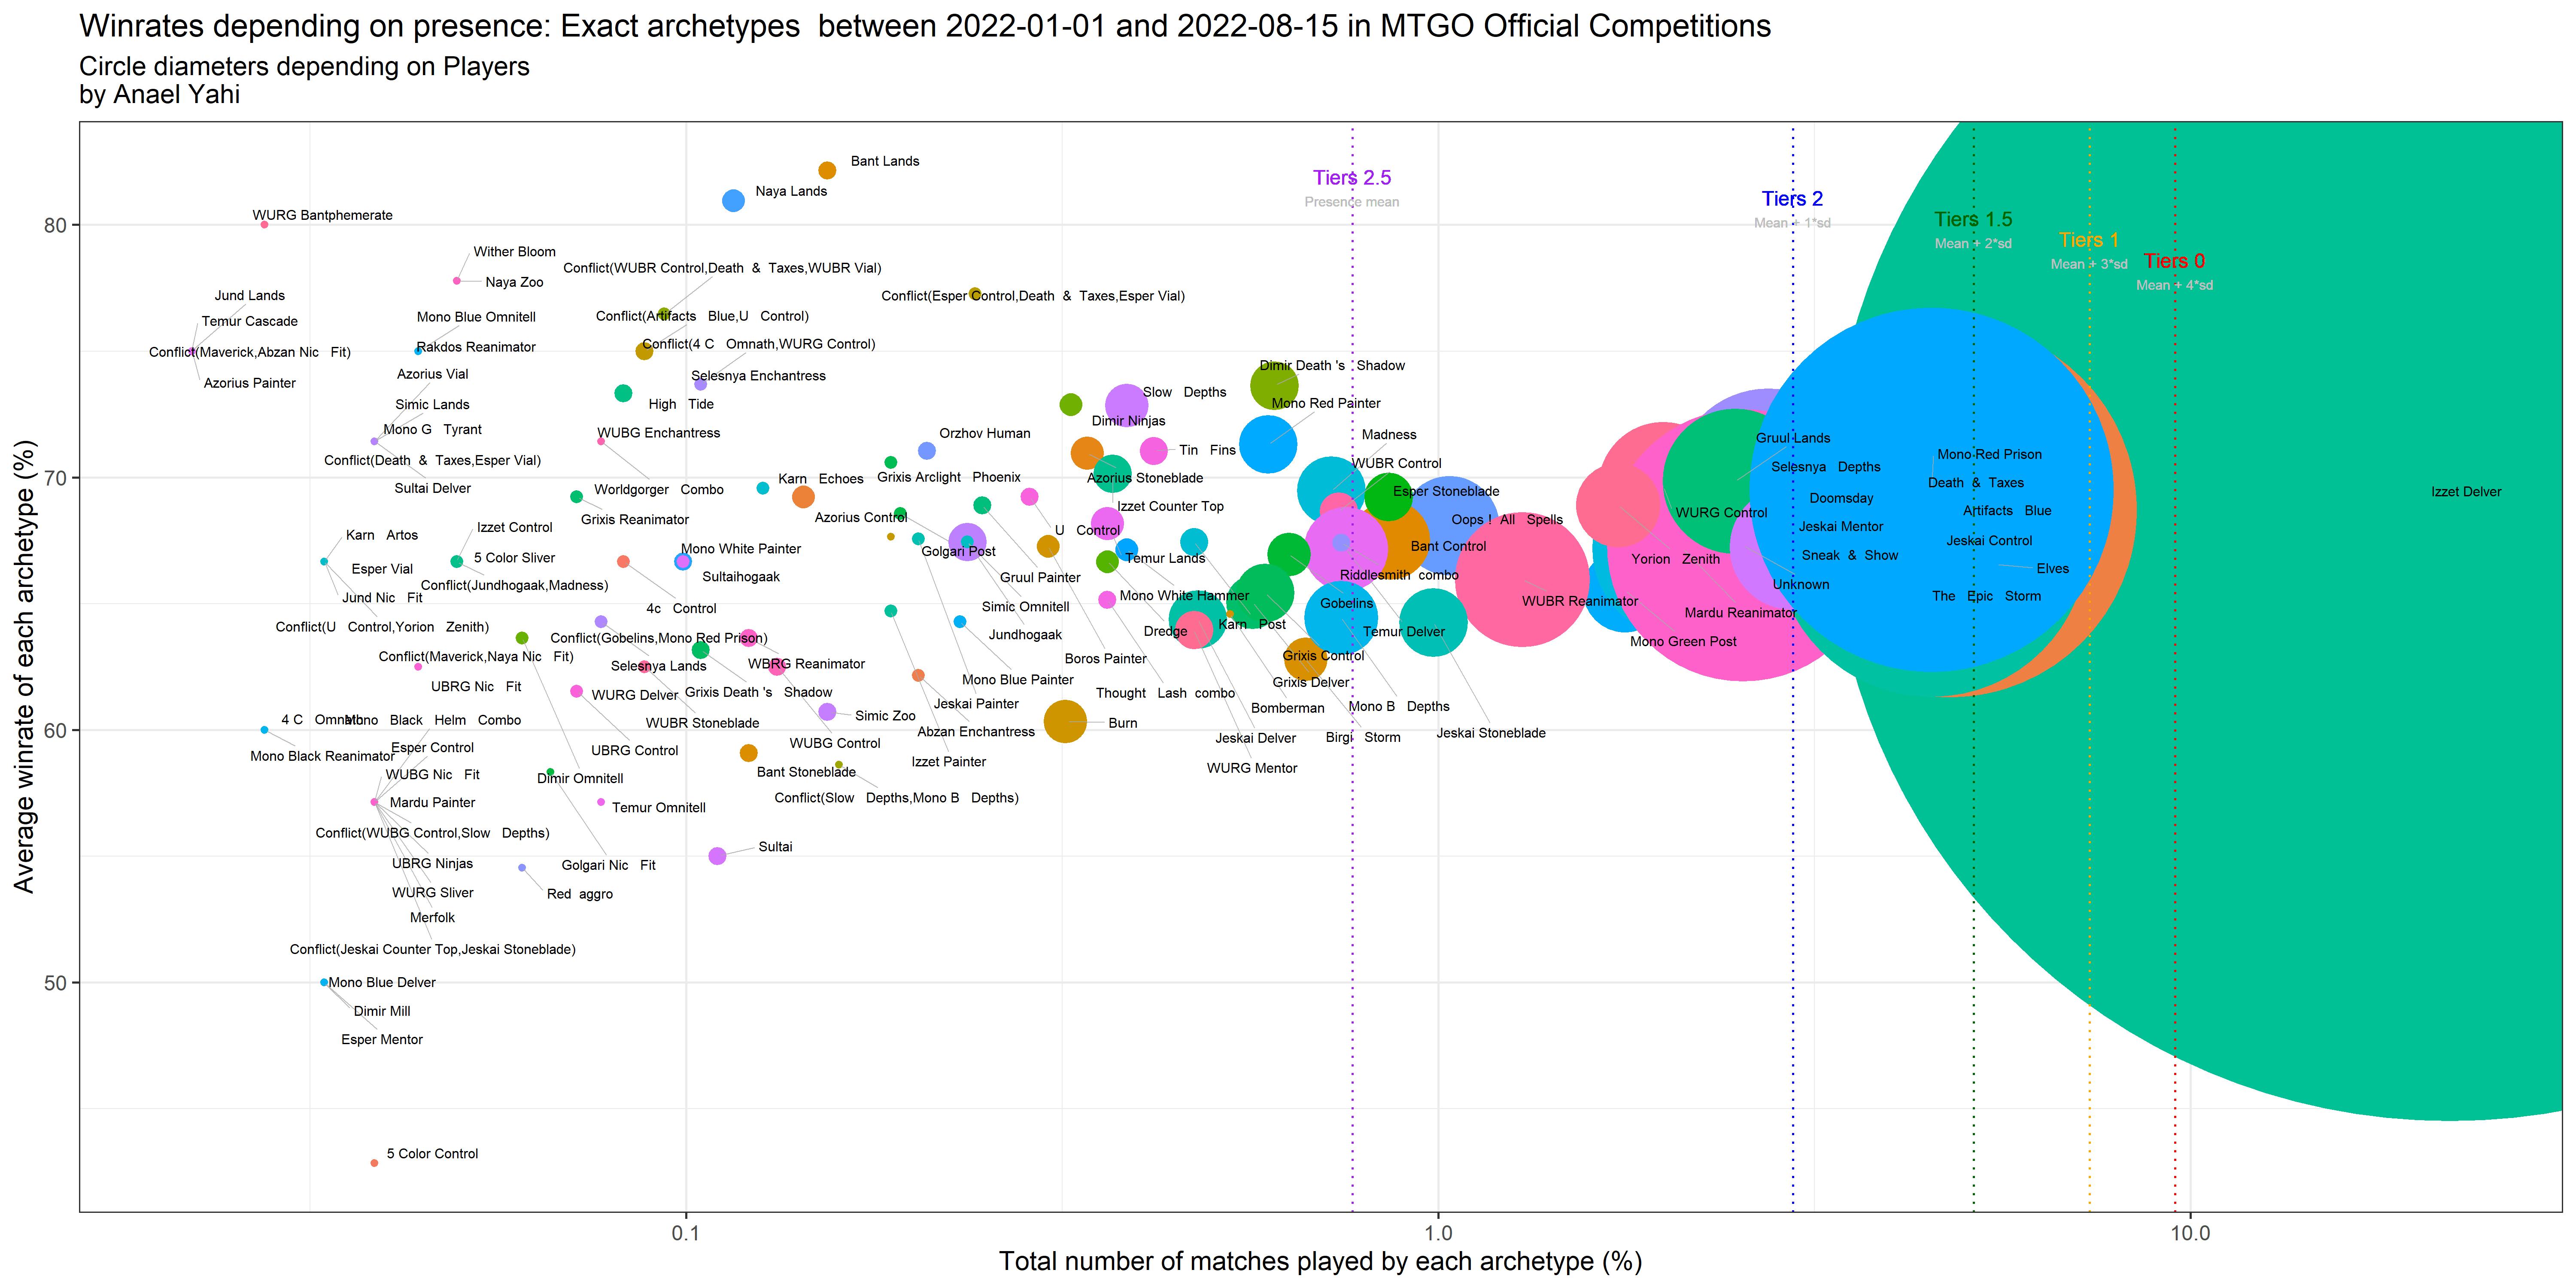 Winrates depending on presence: Exact archetypes  between 2022-01-01 and 2022-08-15 in MTGO Official Competitions
Circle diameters depending on Players
by Anael Yahi
Average winrate of each archetype (%)
80
70
60
50
Bant Lands
Tiers 2.5
Naya Lands
Tiers 2
Presence mean
WURG Bantphemerate
Tiers 1.5
Mean + 1*sd
Tiers 1
Mean + 2*sd
Wither Bloom
Tiers 0
Mean + 3*sd
Conflict(WUBR Control,Death & Taxes,WUBR Vial)
Naya Zoo
Mean + 4*sd
Jund Lands
Conflict(Esper Control,Death & Taxes,Esper Vial)
Mono Blue Omnitell
Conflict(Artifacts Blue,U Control)
Temur Cascade
Rakdos Reanimator
Conflict(4 C Omnath,WURG Control)
Conflict(Maverick,Abzan Nic Fit)
Dimir Death 's Shadow
Azorius Vial
Selesnya Enchantress
Azorius Painter
Slow Depths
Simic Lands
High Tide
Mono Red Painter
Dimir Ninjas
Mono G Tyrant
WUBG Enchantress
Orzhov Human
Madness
Gruul Lands
Tin Fins
Mono Red Prison
Conflict(Death & Taxes,Esper Vial)
WUBR Control
Selesnya Depths
Karn Echoes
Grixis Arclight Phoenix
Azorius Stoneblade
Death & Taxes
Sultai Delver
Worldgorger Combo
Esper Stoneblade
Izzet Delver
Doomsday
Izzet Counter Top
Artifacts Blue
Grixis Reanimator
Azorius Control
Oops ! All Spells
WURG Control
Izzet Control
U Control
Jeskai Mentor
Karn Artos
Jeskai Control
Mono White Painter
Golgari Post
Bant Control
5 Color Sliver
Temur Lands
Yorion Zenith
Sneak & Show
Esper Vial
Sultaihogaak
Gruul Painter
Riddlesmith combo
Elves
Conflict(Jundhogaak,Madness)
Unknown
Jund Nic Fit
Mono White Hammer
The Epic Storm
4c Control
Simic Omnitell
Gobelins
WUBR Reanimator
Mardu Reanimator
Conflict(U Control,Yorion Zenith)
Conflict(Gobelins,Mono Red Prison)
Jundhogaak
Dredge
Karn Post
Temur Delver
Mono Green Post
Conflict(Maverick,Naya Nic Fit)
Selesnya Lands
WBRG Reanimator
Boros Painter
Grixis Control
UBRG Nic Fit
WURG Delver
Grixis Death 's Shadow
Mono Blue Painter
Thought Lash combo
Grixis Delver
Jeskai Painter
Bomberman
Mono B Depths
4 C Omnath
Mono Black Helm Combo
WUBR Stoneblade
Simic Zoo
Burn
Abzan Enchantress
Jeskai Delver
Birgi Storm
Jeskai Stoneblade
Esper Control
UBRG Control
WUBG Control
Mono Black Reanimator
Izzet Painter
WURG Mentor
WUBG Nic Fit
Dimir Omnitell
Bant Stoneblade
Mardu Painter
Temur Omnitell
Conflict(Slow Depths,Mono B Depths)
Conflict(WUBG Control,Slow Depths)
Sultai
UBRG Ninjas
Golgari Nic Fit
WURG Sliver
Red aggro
Merfolk
Conflict(Jeskai Counter Top,Jeskai Stoneblade)
Mono Blue Delver
Dimir Mill
Esper Mentor
5 Color Control
0.1
1.0
10.0
Total number of matches played by each archetype (%)